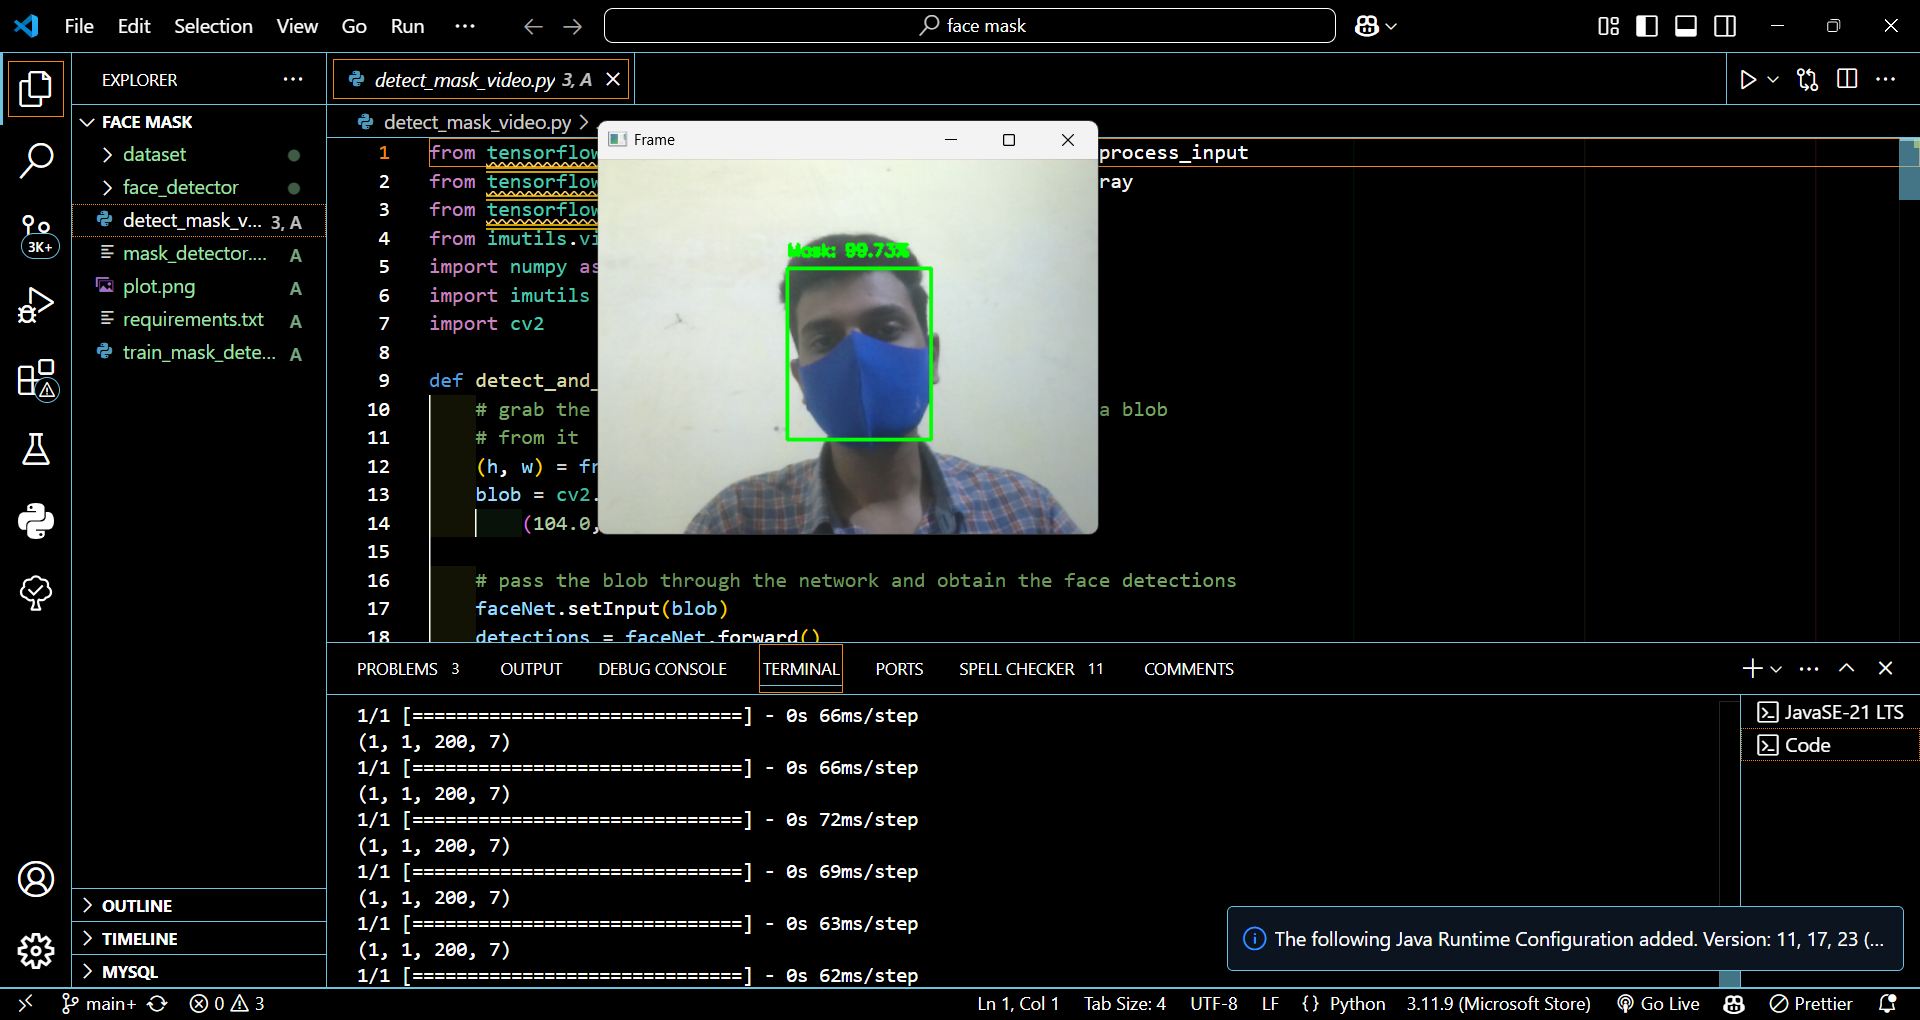 File Edit Selection View Go Run ··· face mask
EXPLORER ···
FACE MASK
dataset
face_detector
detect_mask_v... 3, A
mask_detector.... A
plot.png A
requirements.txt A
train_mask_dete... A
OUTLINE
TIMELINE
MYSQL
3K+
detect_mask_video.py 3, A
detect_mask_video.py >
Frame
Mask: 99.73%
1 from tensorflow process_input
2 from tensorflow ray
3 from tensorflow
4 from imutils.vi
5 import numpy as
6 import imutils
7 import cv2
8
9 def detect_and_
10 # grab the a blob
11 # from it
12 (h, w) = fr
13 blob = cv2.
14 (104.0,
15
16 # pass the blob through the network and obtain the face detections
17 faceNet.setInput(blob)
18 detections = faceNet.forward()
PROBLEMS 3 OUTPUT DEBUG CONSOLE TERMINAL PORTS SPELL CHECKER 11 COMMENTS
1/1 [==============================] - 0s 66ms/step
(1, 1, 200, 7)
1/1 [==============================] - 0s 66ms/step
(1, 1, 200, 7)
1/1 [==============================] - 0s 72ms/step
(1, 1, 200, 7)
1/1 [==============================] - 0s 69ms/step
(1, 1, 200, 7)
1/1 [==============================] - 0s 63ms/step
(1, 1, 200, 7)
1/1 [==============================] - 0s 62ms/step
JavaSE-21 LTS
Code
The following Java Runtime Configuration added. Version: 11, 17, 23 (...
main+ 0 3 Ln 1, Col 1 Tab Size: 4 UTF-8 LF {} Python 3.11.9 (Microsoft Store) Go Live Prettier